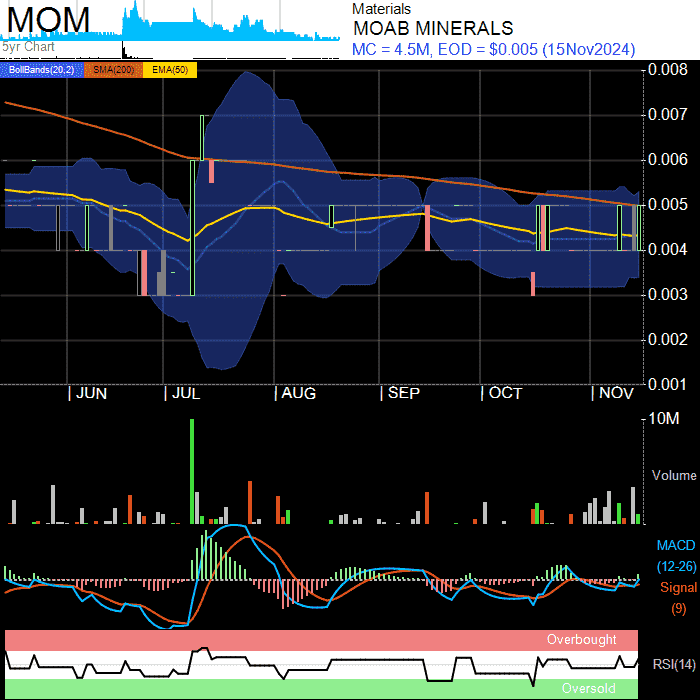 MOM
5yr Chart
Materials
MOAB MINERALS
MC = 4.5M, EOD = $0.005 (15Nov2024)
BollBands(20,2) SMA(200) EMA(50)
0.008
0.007
0.006
0.005
0.004
0.003
0.002
0.001
JUN JUL AUG SEP OCT NOV
10M
Volume
MACD
(12-26)
Signal
(9)
Overbought
RSI(14)
Oversold